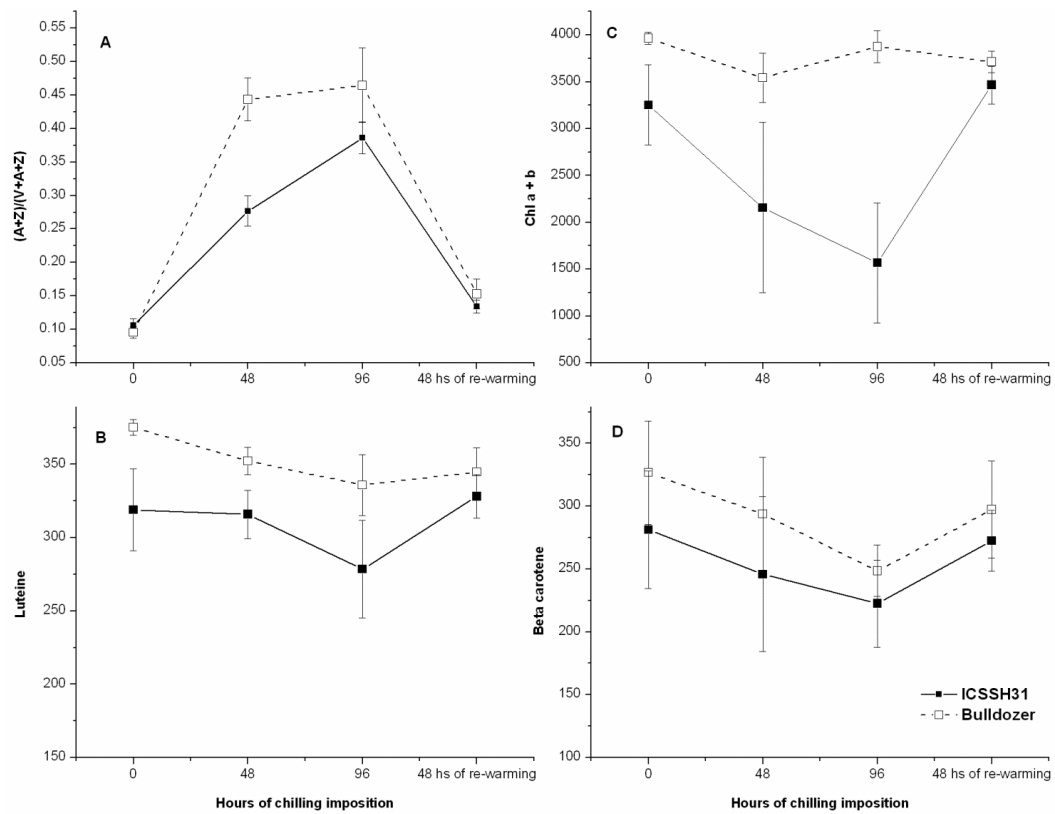 A
0.55
0.50
0.45
0.40
0.35
0.30
0.25
0.20
0.15
0.10
0.05
(A+Z)/(V+A+Z)
0 48 96 48 hs of re-warming
C
4000
3500
3000
2500
2000
1500
1000
500
Chl a + b
0 48 96 48 hs of re-warming
B
350
300
250
200
150
Luteine
0 48 96 48 hs of re-warming
Hours of chilling imposition
D
350
300
250
200
150
100
Beta carotene
ICSSH31
Bulldozer
0 48 96 48 hs of re-warming
Hours of chilling imposition